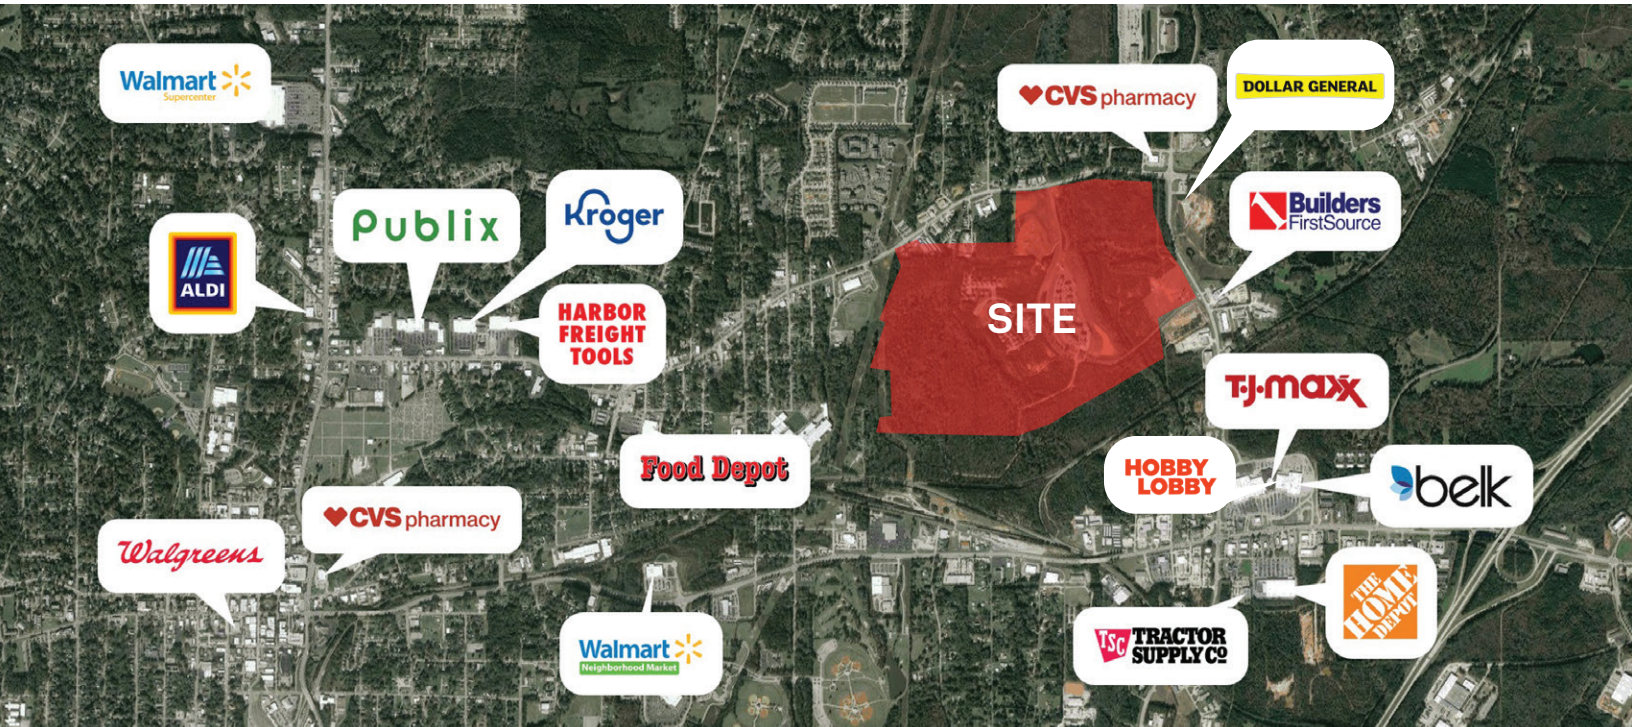 Walmart
Supercenter
CVS pharmacy
DOLLAR GENERAL
Publix
Kroger
Builders
FirstSource
ALDI
HARBOR
FREIGHT
TOOLS
SITE
T.J.maxx
Food Depot
HOBBY
LOBBY
belk
CVS pharmacy
Walgreens
THE
HOME
DEPOT
TSC
TRACTOR
SUPPLY CO
Walmart
Neighborhood Market